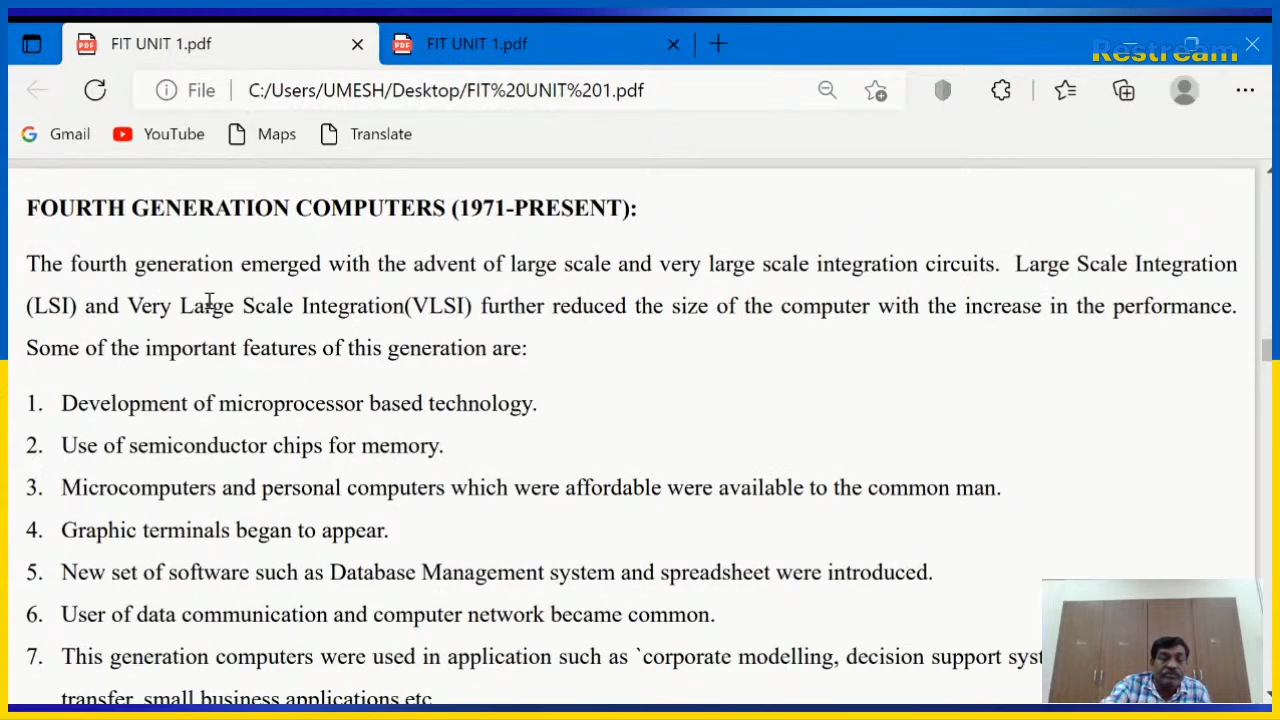 FIT UNIT 1.pdf
FIT UNIT 1.pdf
Restream
File
C:/Users/UMESH/Desktop/FIT%20UNIT%201.pdf
Gmail
YouTube
Maps
Translate
FOURTH GENERATION COMPUTERS (1971-PRESENT):
The fourth generation emerged with the advent of large scale and very large scale integration circuits. Large Scale Integration
(LSI) and Very Large Scale Integration(VLSI) further reduced the size of the computer with the increase in the performance.
Some of the important features of this generation are:
1. Development of microprocessor based technology.
2. Use of semiconductor chips for memory.
3. Microcomputers and personal computers which were affordable were available to the common man.
4. Graphic terminals began to appear.
5. New set of software such as Database Management system and spreadsheet were introduced.
6. User of data communication and computer network became common.
7. This generation computers were used in application such as `corporate modelling, decision support
transfer, small business applications etc